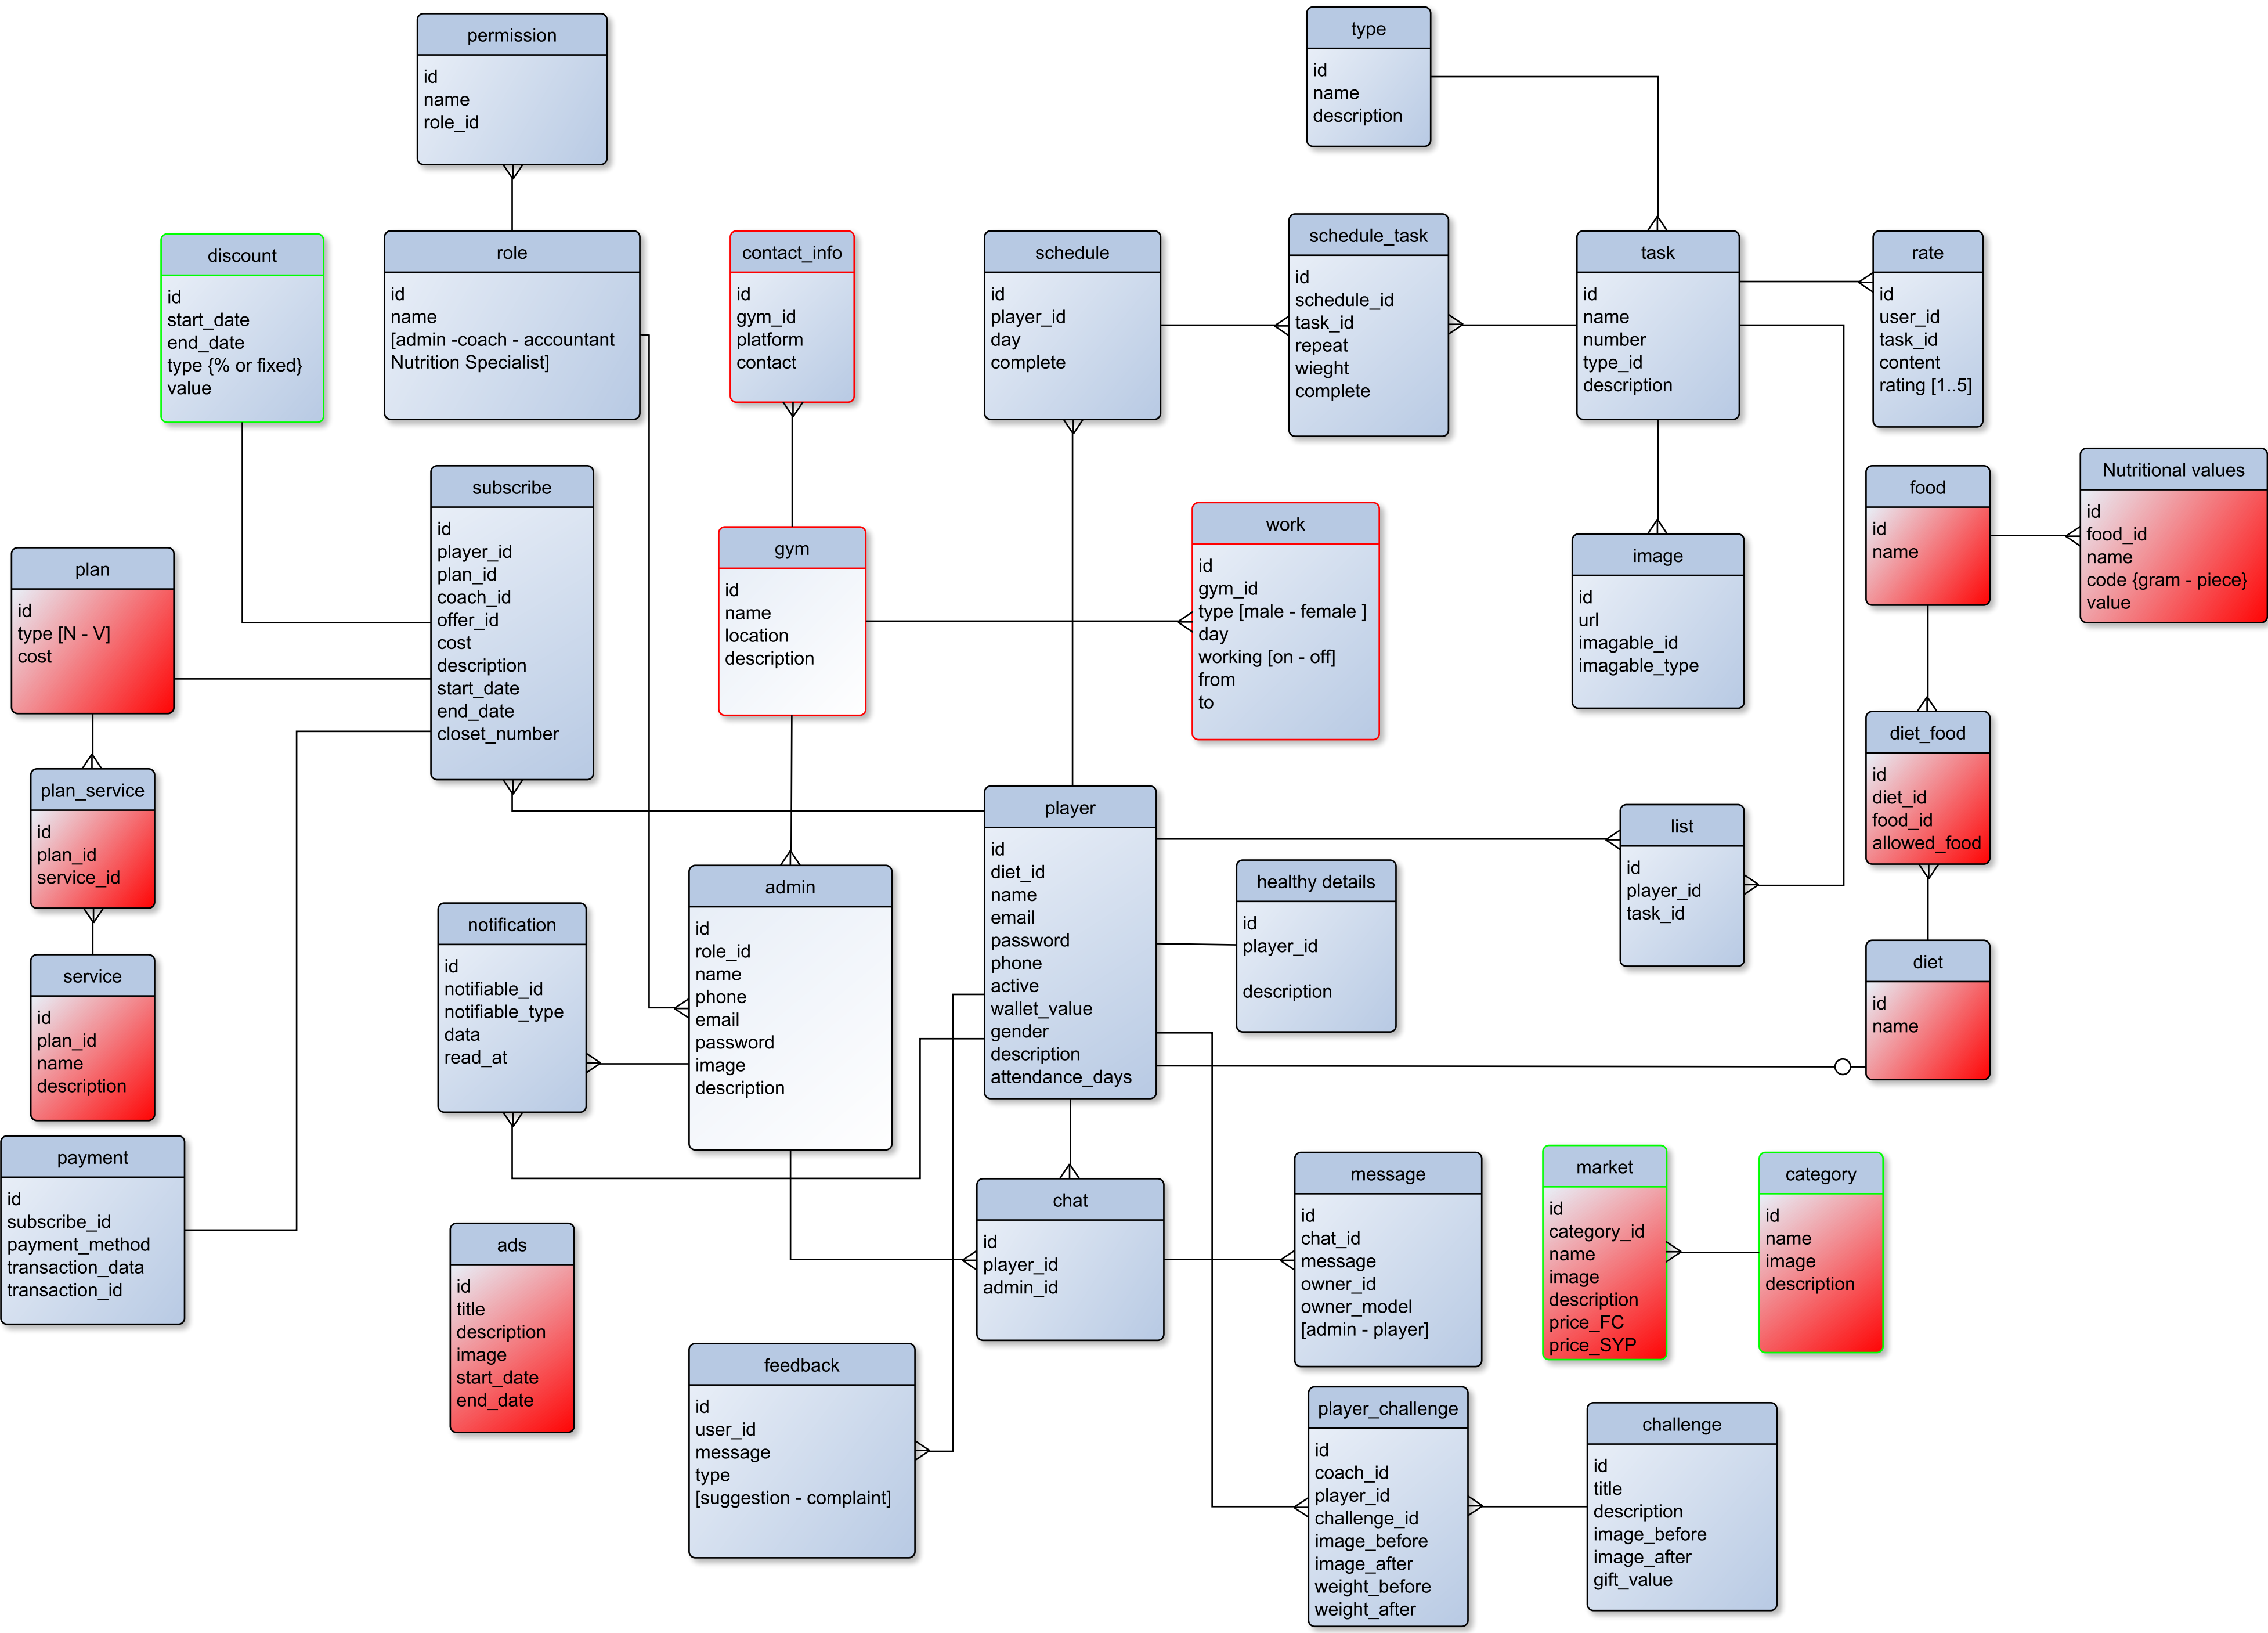 permission
id
name
role_id
type
id
name
description
discount
id
start_date
end_date
type {% or fixed}
value
role
id
name
[admin -coach - accountant
Nutrition Specialist]
contact_info
id
gym_id
platform
contact
schedule
id
player_id
day
complete
schedule_task
id
schedule_id
task_id
repeat
wieght
complete
task
id
name
number
type_id
description
rate
id
user_id
task_id
content
rating [1..5]
subscribe
id
player_id
plan_id
coach_id
offer_id
cost
description
start_date
end_date
closet_number
food
id
name
Nutritional values
id
food_id
name
code {gram - piece}
value
plan
id
type [N - V]
cost
gym
id
name
location
description
work
id
gym_id
type [male - female ]
day
working [on - off]
from
to
image
id
url
imagable_id
imagable_type
diet_food
id
diet_id
food_id
allowed_food
plan_service
id
plan_id
service_id
player
id
diet_id
name
email
password
phone
active
wallet_value
gender
description
attendance_days
list
id
player_id
task_id
healthy details
id
player_id
description
admin
id
role_id
name
phone
email
password
image
description
notification
id
notifiable_id
notifiable_type
data
read_at
service
id
plan_id
name
description
diet
id
name
payment
id
subscribe_id
payment_method
transaction_data
transaction_id
ads
id
title
description
image
start_date
end_date
chat
id
player_id
admin_id
message
id
chat_id
message
owner_id
owner_model
[admin - player]
market
id
category_id
name
image
description
price_FC
price_SYP
category
id
name
image
description
feedback
id
user_id
message
type
[suggestion - complaint]
player_challenge
id
coach_id
player_id
challenge_id
image_before
image_after
weight_before
weight_after
challenge
id
title
description
image_before
image_after
gift_value